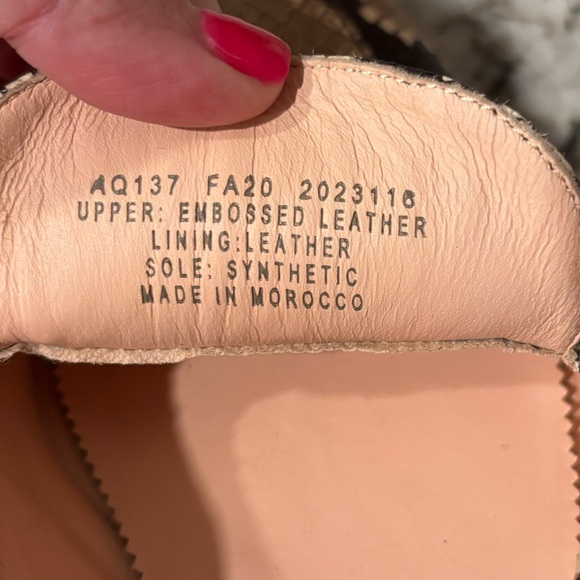 AQ137 FA20 2023116
UPPER: EMBOSSED LEATHER
LINING:LEATHER
SOLE: SYNTHETIC
MADE IN MOROCCO